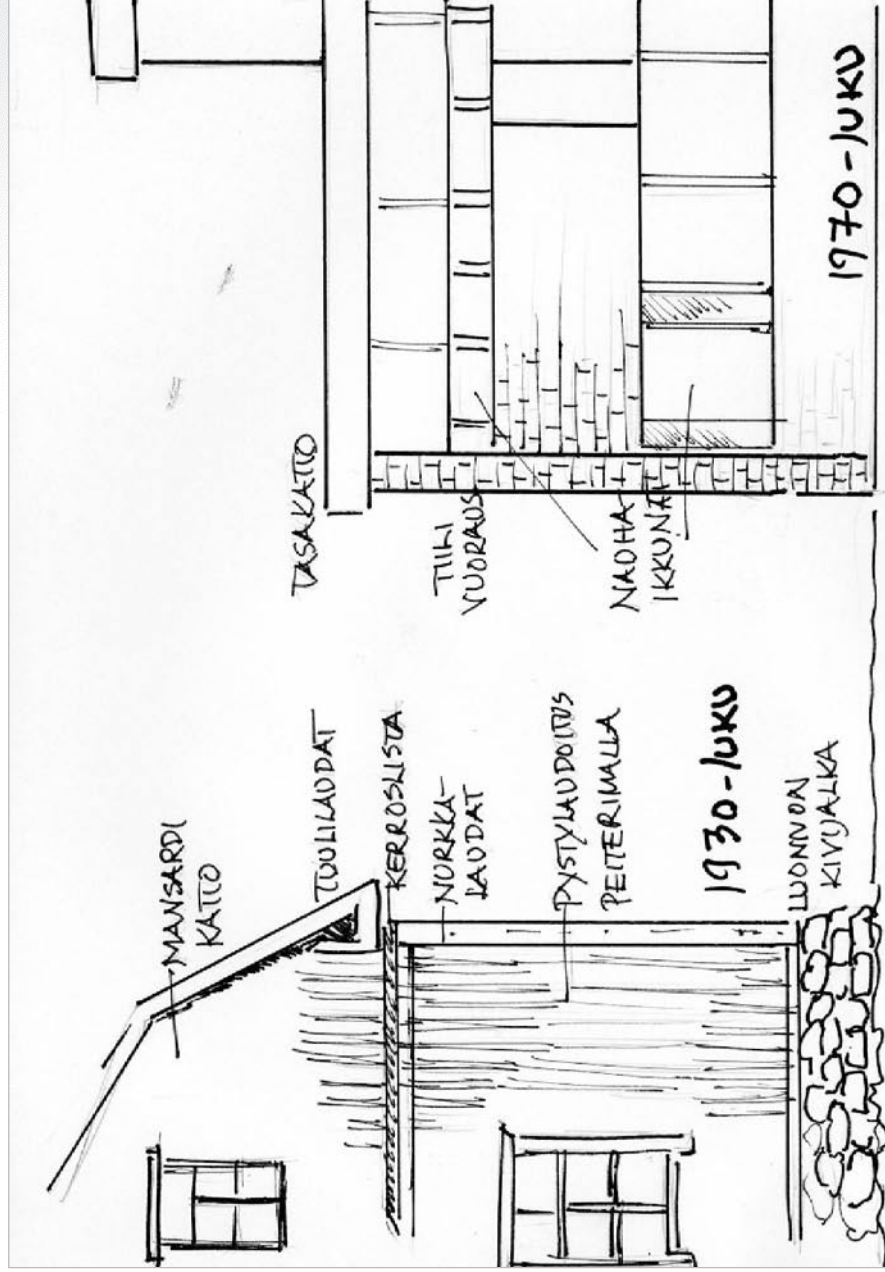 MANSARDI
KATTO
TUULILAUDAT
KERROSLISTA
NURKKA-
LAUDAT
PYSTYLAUDOITUS
PEITERIMALLA
1930-LUKU
LUONNON
KIVIJALKA
TASAKATTO
TIILI
VUORAUS
NAUHA
IKKUNAT
1970-LUKU